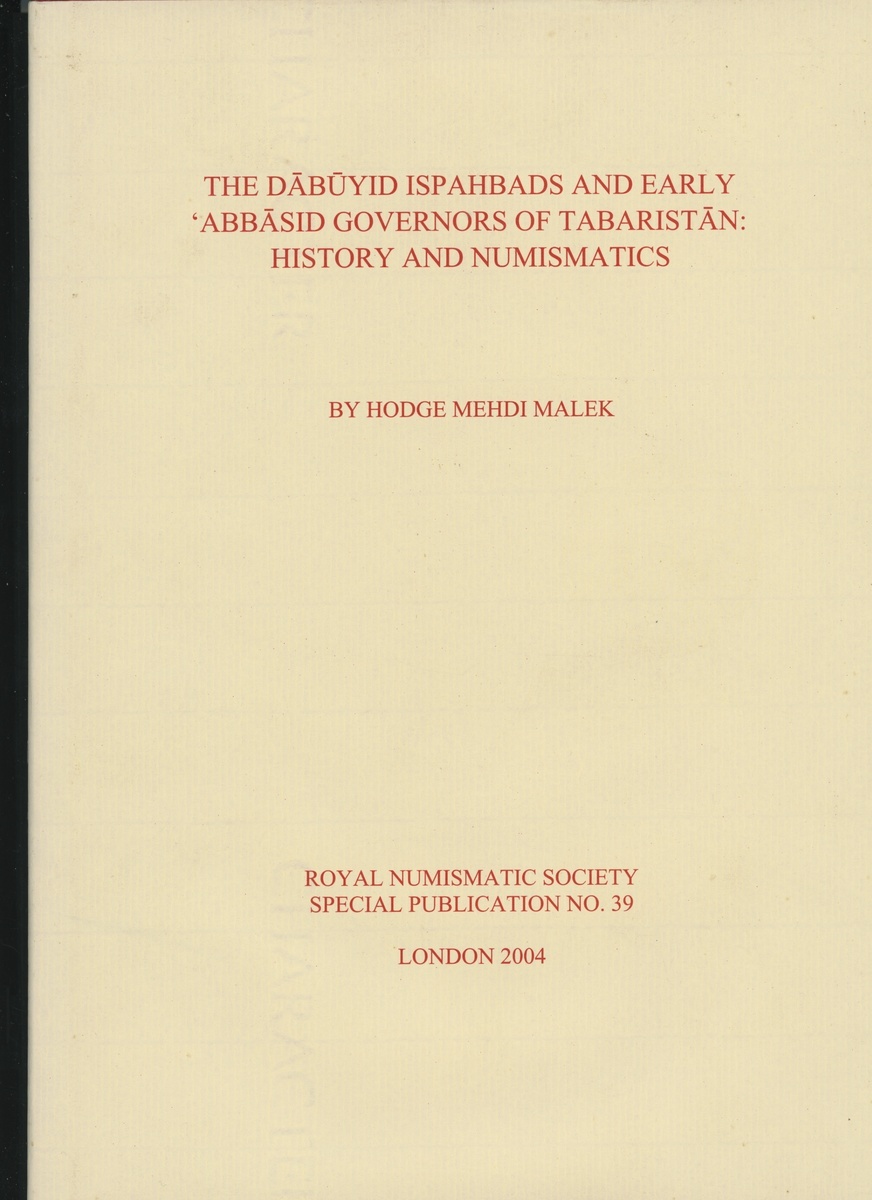 THE DĀBŪYID ISPAHBADS AND EARLY
‘ABBĀSID GOVERNORS OF TABARISTĀN:
HISTORY AND NUMISMATICS
BY HODGE MEHDI MALEK
ROYAL NUMISMATIC SOCIETY
SPECIAL PUBLICATION NO. 39
LONDON 2004